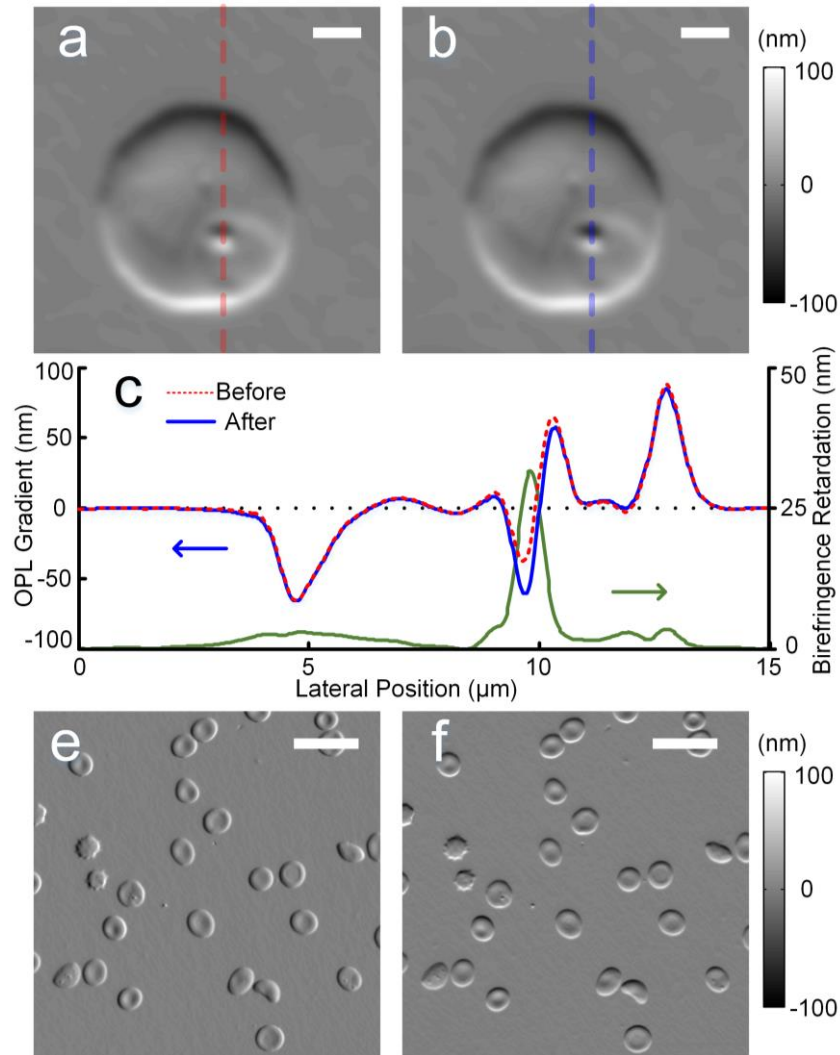 a
b
(nm)
100
0
-100
c
Before
After
100
50
0
-50
-100
OPL Gradient (nm)
50
25
0
Birefringence Retardation (nm)
0
5
10
15
Lateral Position (µm)
e
f
(nm)
100
0
-100